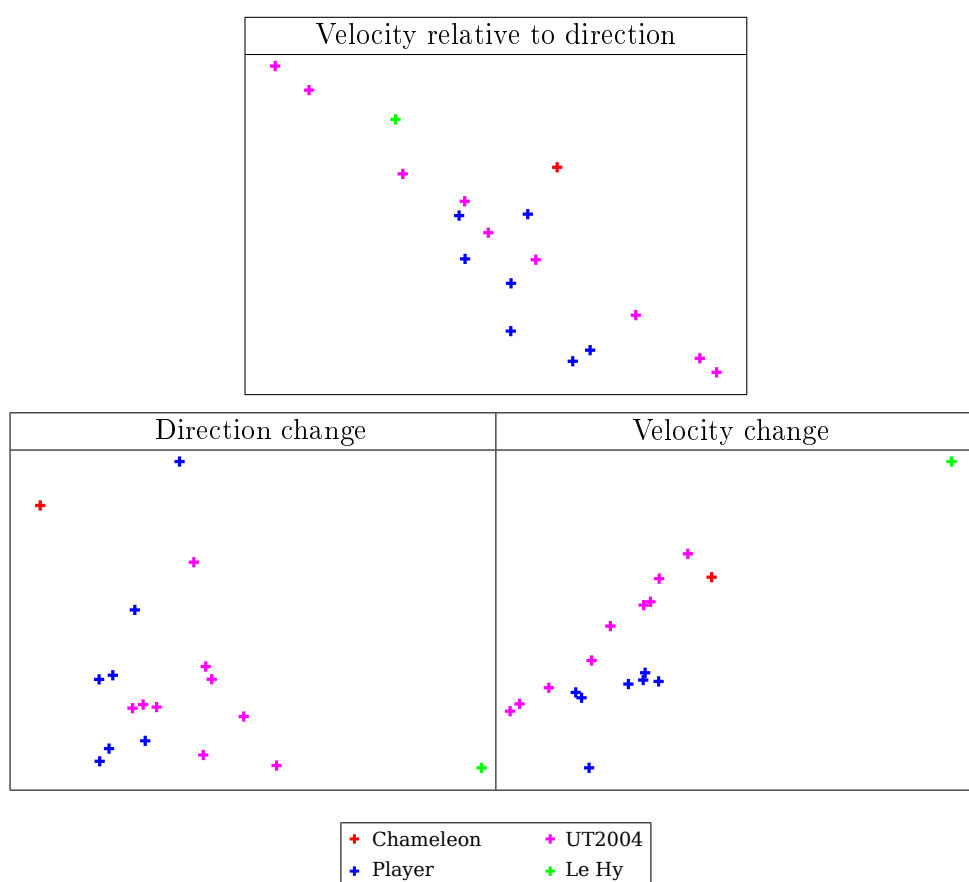 Velocity relative to direction
Direction change
Velocity change
Chameleon
UT2004
Player
Le Hy